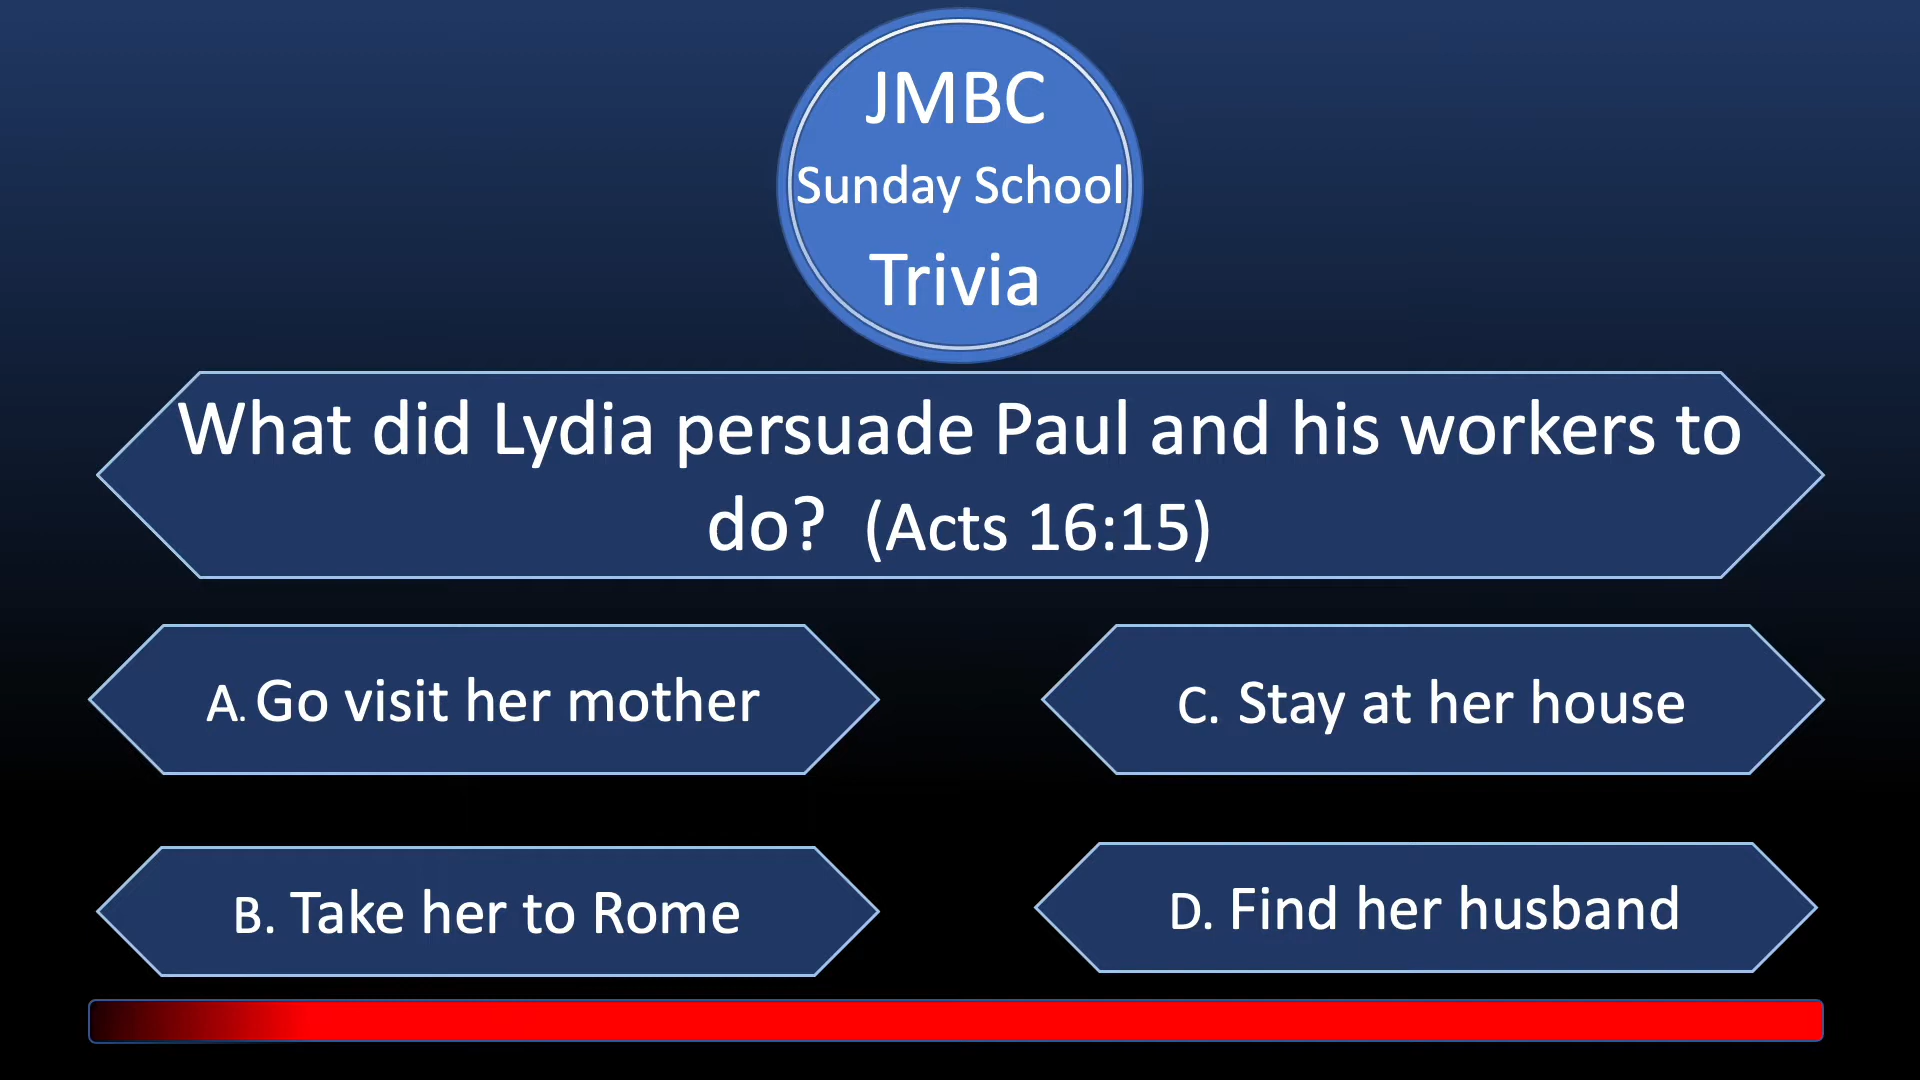 JMBC
Sunday School
Trivia
What did Lydia persuade Paul and his workers to
do? (Acts 16:15)
A. Go visit her mother
C. Stay at her house
B. Take her to Rome
D. Find her husband